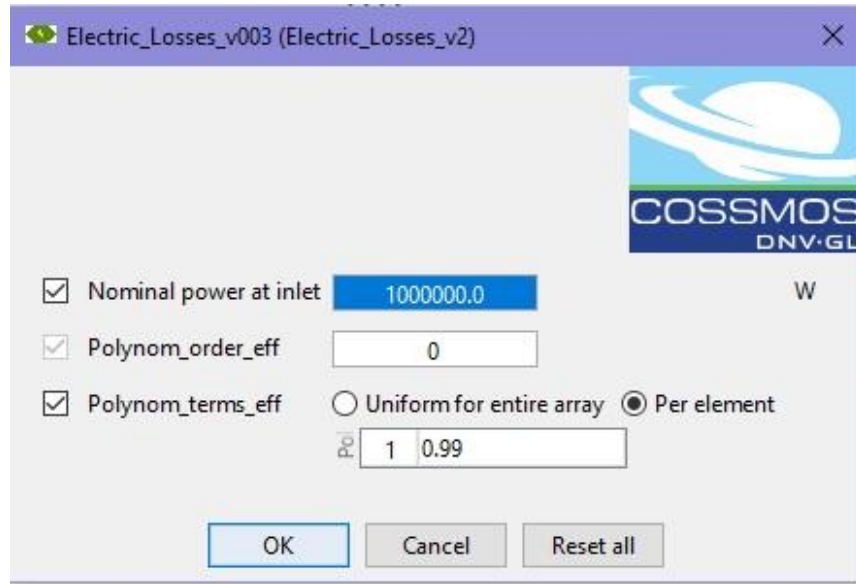 Electric_Losses_v003 (Electric_Losses_v2)
COSSMOS
DNV·GL
Nominal power at inlet 1000000.0 W
Polynom_order_eff 0
Polynom_terms_eff Uniform for entire array Per element
Pol 1 0.99
OK Cancel Reset all